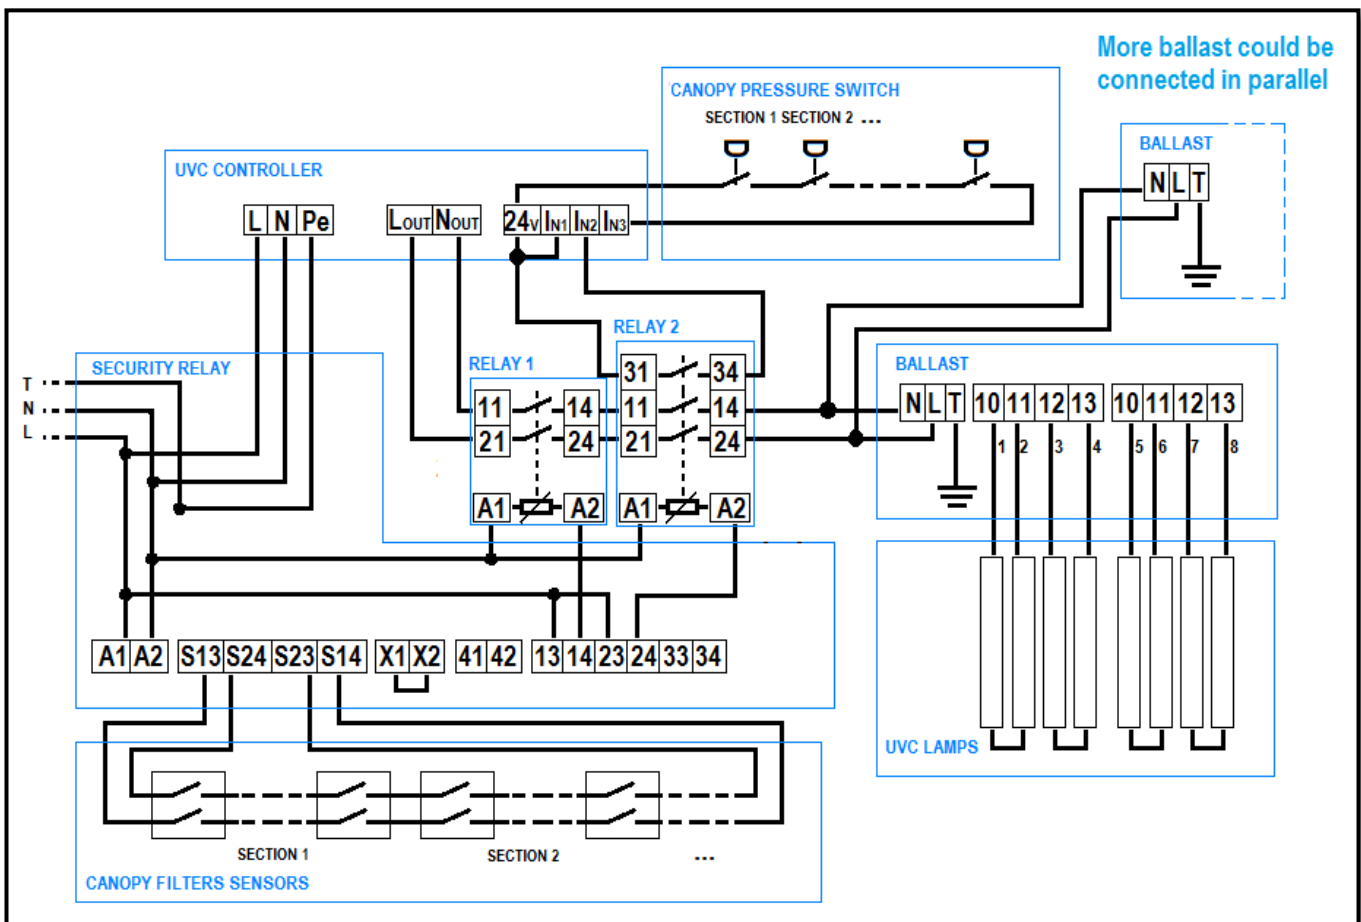 More ballast could be
connected in parallel
CANOPY PRESSURE SWITCH
SECTION 1 SECTION 2 ...
BALLAST
N L T
UVC CONTROLLER
L N Pe
LOUT NOUT
24V IN1 IN2 IN3
RELAY 2
31 34
11 14
21 24
A1 A2
RELAY 1
11 14
21 24
A1 A2
SECURITY RELAY
T
N
L
BALLAST
N L T
10 11 12 13
10 11 12 13
1 2 3 4 5 6 7 8
A1 A2
S13 S24 S23 S14
X1 X2
41 42
13 14 23 24 33 34
UVC LAMPS
SECTION 1 SECTION 2 ...
CANOPY FILTERS SENSORS